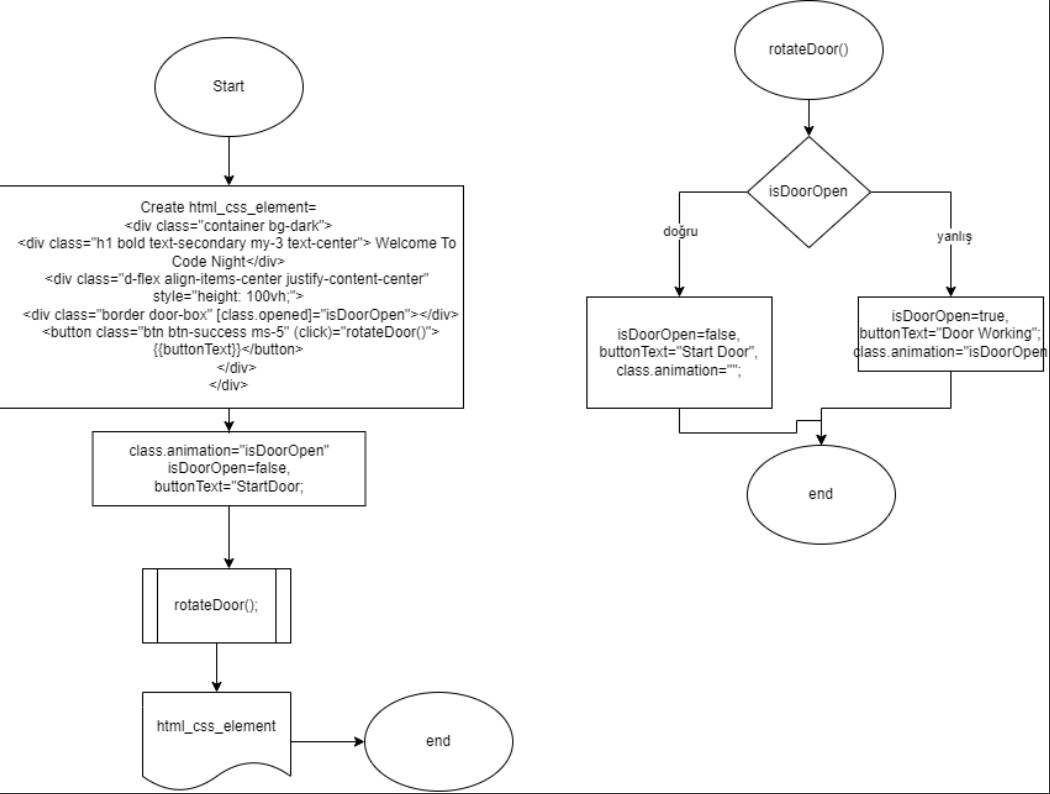 Start
Create html_css_element=
<div class="container bg-dark">
<div class="h1 bold text-secondary my-3 text-center"> Welcome To
Code Night</div>
<div class="d-flex align-items-center justify-content-center"
style="height: 100vh;">
<div class="border door-box" [class.opened]="isDoorOpen"></div>
<button class="btn btn-success ms-5" (click)="rotateDoor()">
{{buttonText}}</button>
</div>
</div>
class.animation="isDoorOpen"
isDoorOpen=false,
buttonText="StartDoor;
rotateDoor();
html_css_element
end
rotateDoor()
isDoorOpen
doğru
yanlış
isDoorOpen=false,
buttonText="Start Door",
class.animation="";
isDoorOpen=true,
buttonText="Door Working";
class.animation="isDoorOpen
end